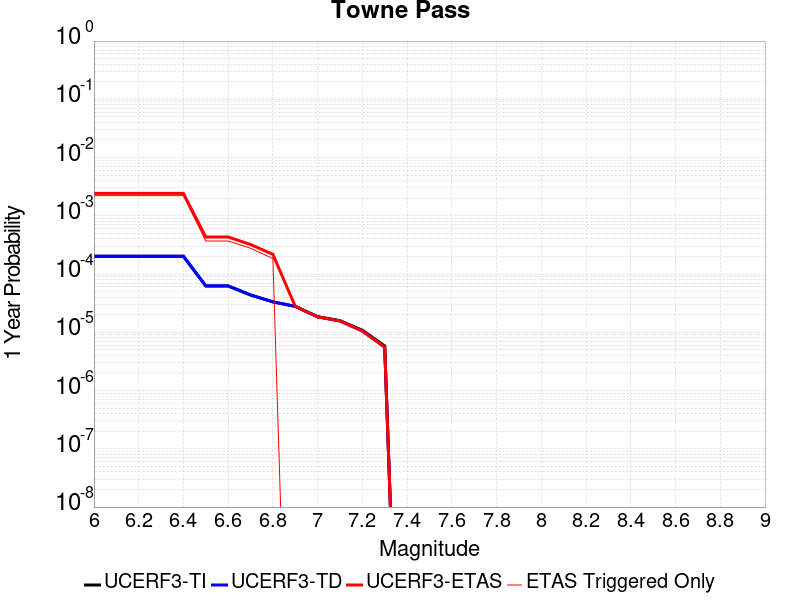 Towne Pass
10^0
10^-1
10^-2
10^-3
10^-4
10^-5
10^-6
10^-7
10^-8
1 Year Probability
6 6.2 6.4 6.6 6.8 7 7.2 7.4 7.6 7.8 8 8.2 8.4 8.6 8.8 9
Magnitude
UCERF3-TI UCERF3-TD UCERF3-ETAS ETAS Triggered Only